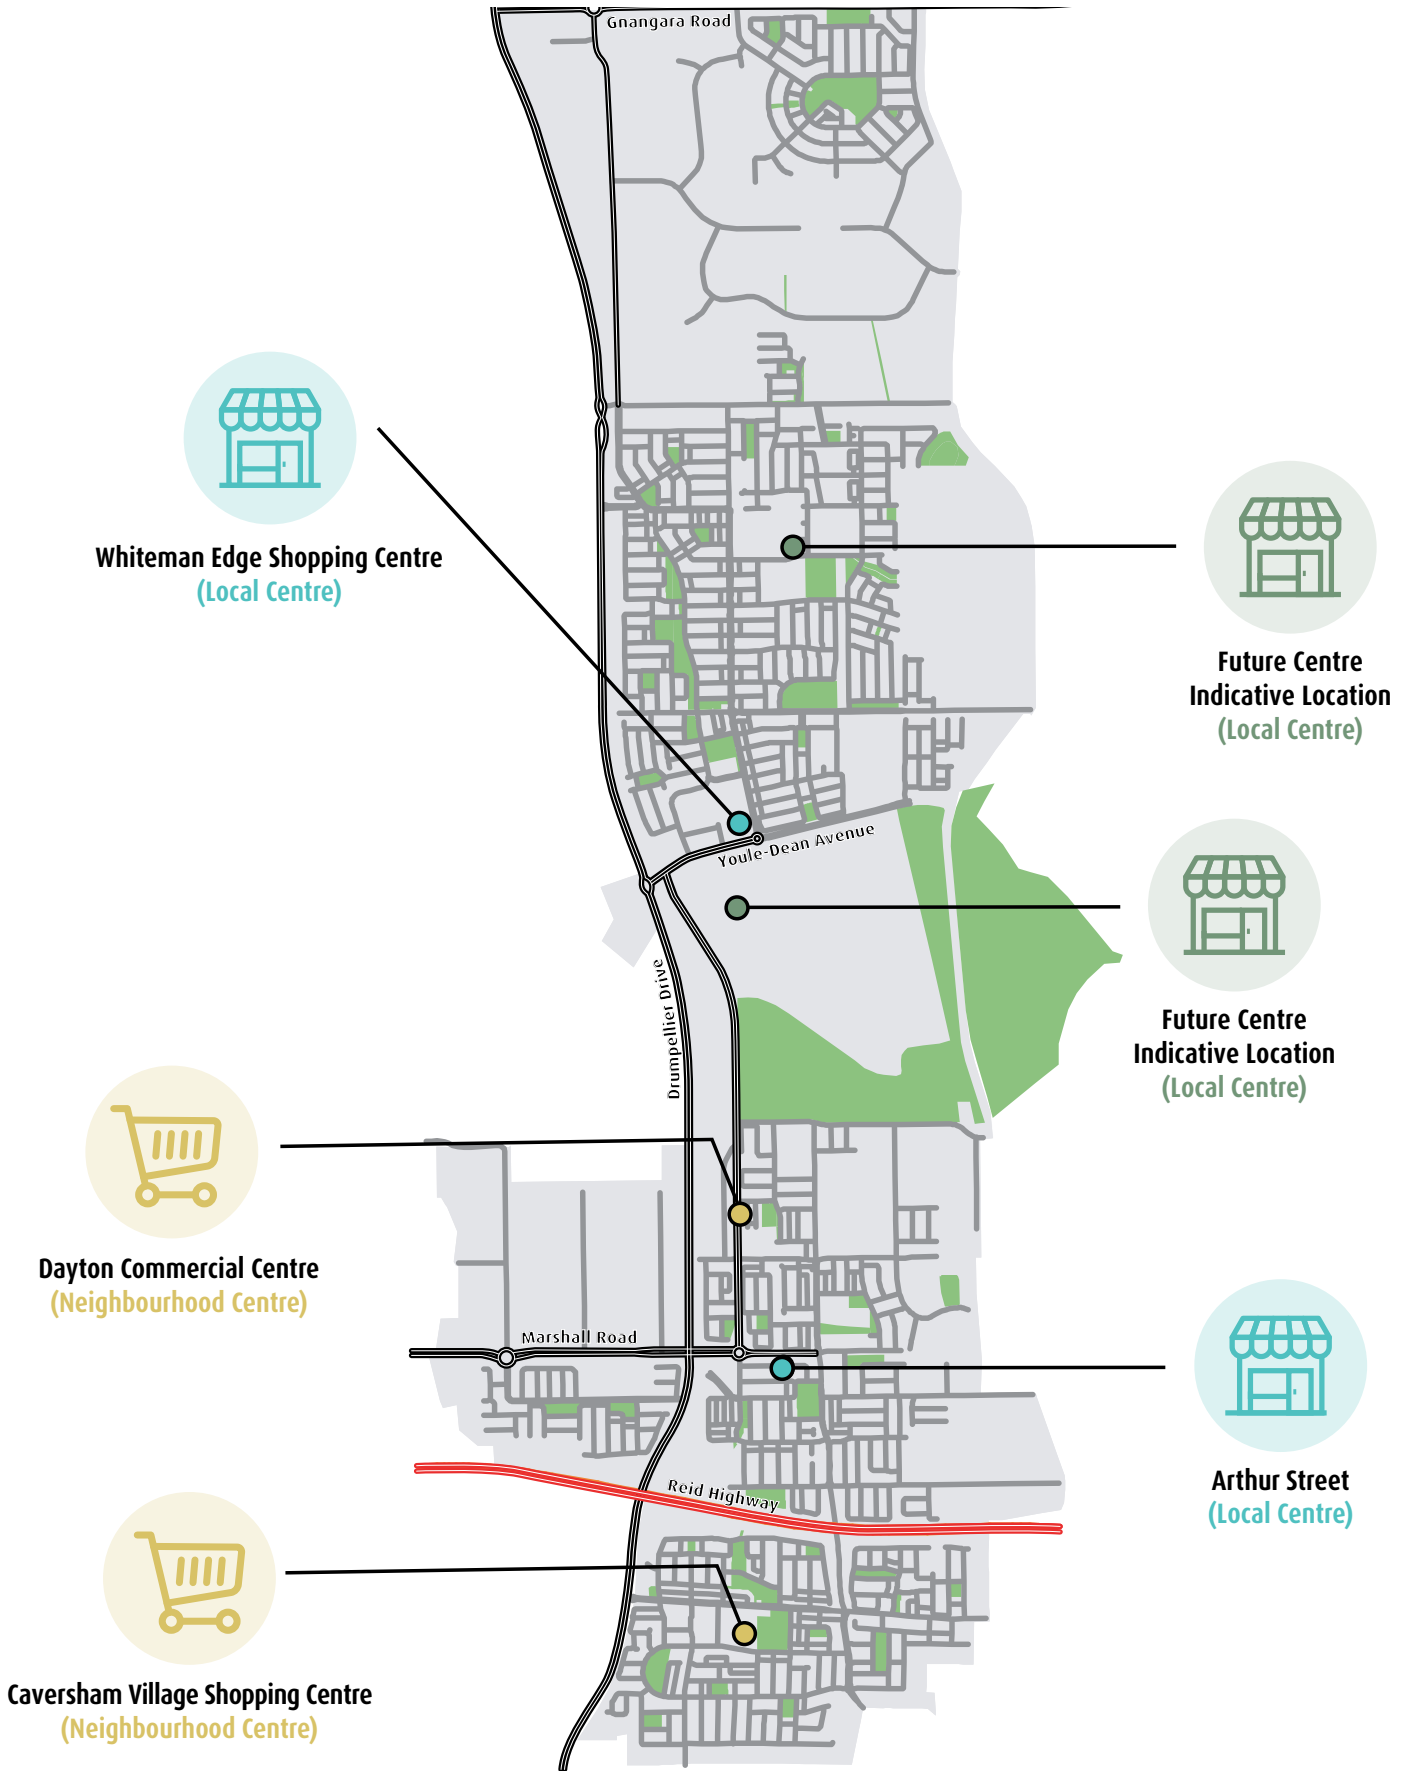 Gnangara Road
Whiteman Edge Shopping Centre
(Local Centre)
Future Centre
Indicative Location
(Local Centre)
Youle-Dean Avenue
Drumpellier Drive
Future Centre
Indicative Location
(Local Centre)
Dayton Commercial Centre
(Neighbourhood Centre)
Marshall Road
Arthur Street
(Local Centre)
Reid Highway
Caversham Village Shopping Centre
(Neighbourhood Centre)